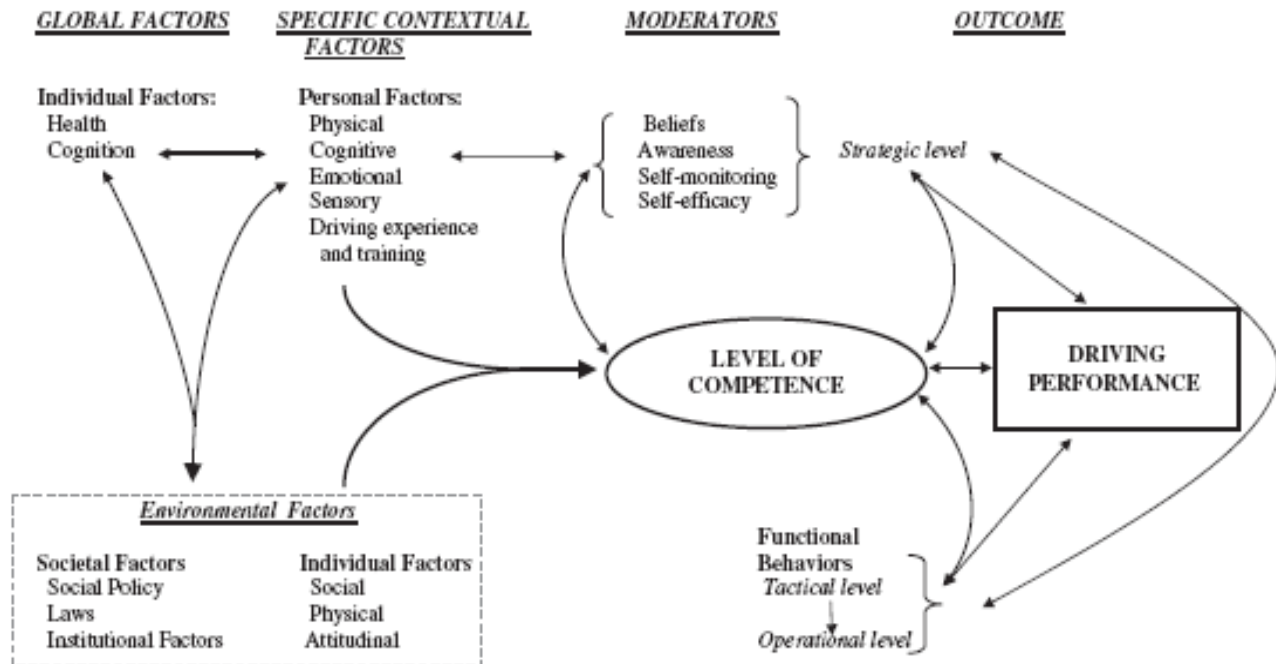 GLOBAL FACTORS
SPECIFIC CONTEXTUAL
FACTORS
MODERATORS
OUTCOME
Individual Factors:
Health
Cognition
Personal Factors:
Physical
Cognitive
Emotional
Sensory
Driving experience
and training
Beliefs
Awareness
Self-monitoring
Self-efficacy
Strategic level
LEVEL OF
COMPETENCE
DRIVING
PERFORMANCE
Environmental Factors
Societal Factors
Social Policy
Laws
Institutional Factors
Individual Factors
Social
Physical
Attitudinal
Functional
Behaviors
Tactical level
Operational level